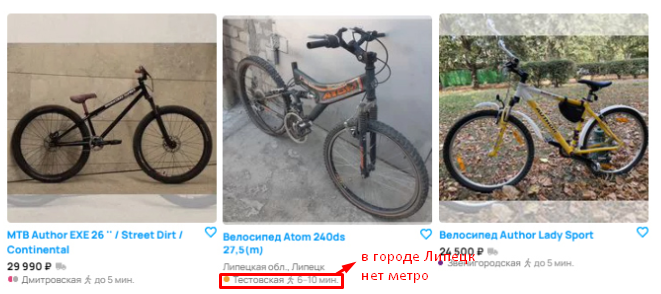 MTB Author EXE 26 '' / Street Dirt /
Continental
29 990 ₽
Дмитровская до 5 мин.
Велосипед Atom 240ds
27,5(m)
Липецкая обл., Липецк
Тестовская 6–10 мин.
в городе Липецк
нет метро
Велосипед Author Lady Sport
24 500 ₽
Звенигородская до 5 мин.